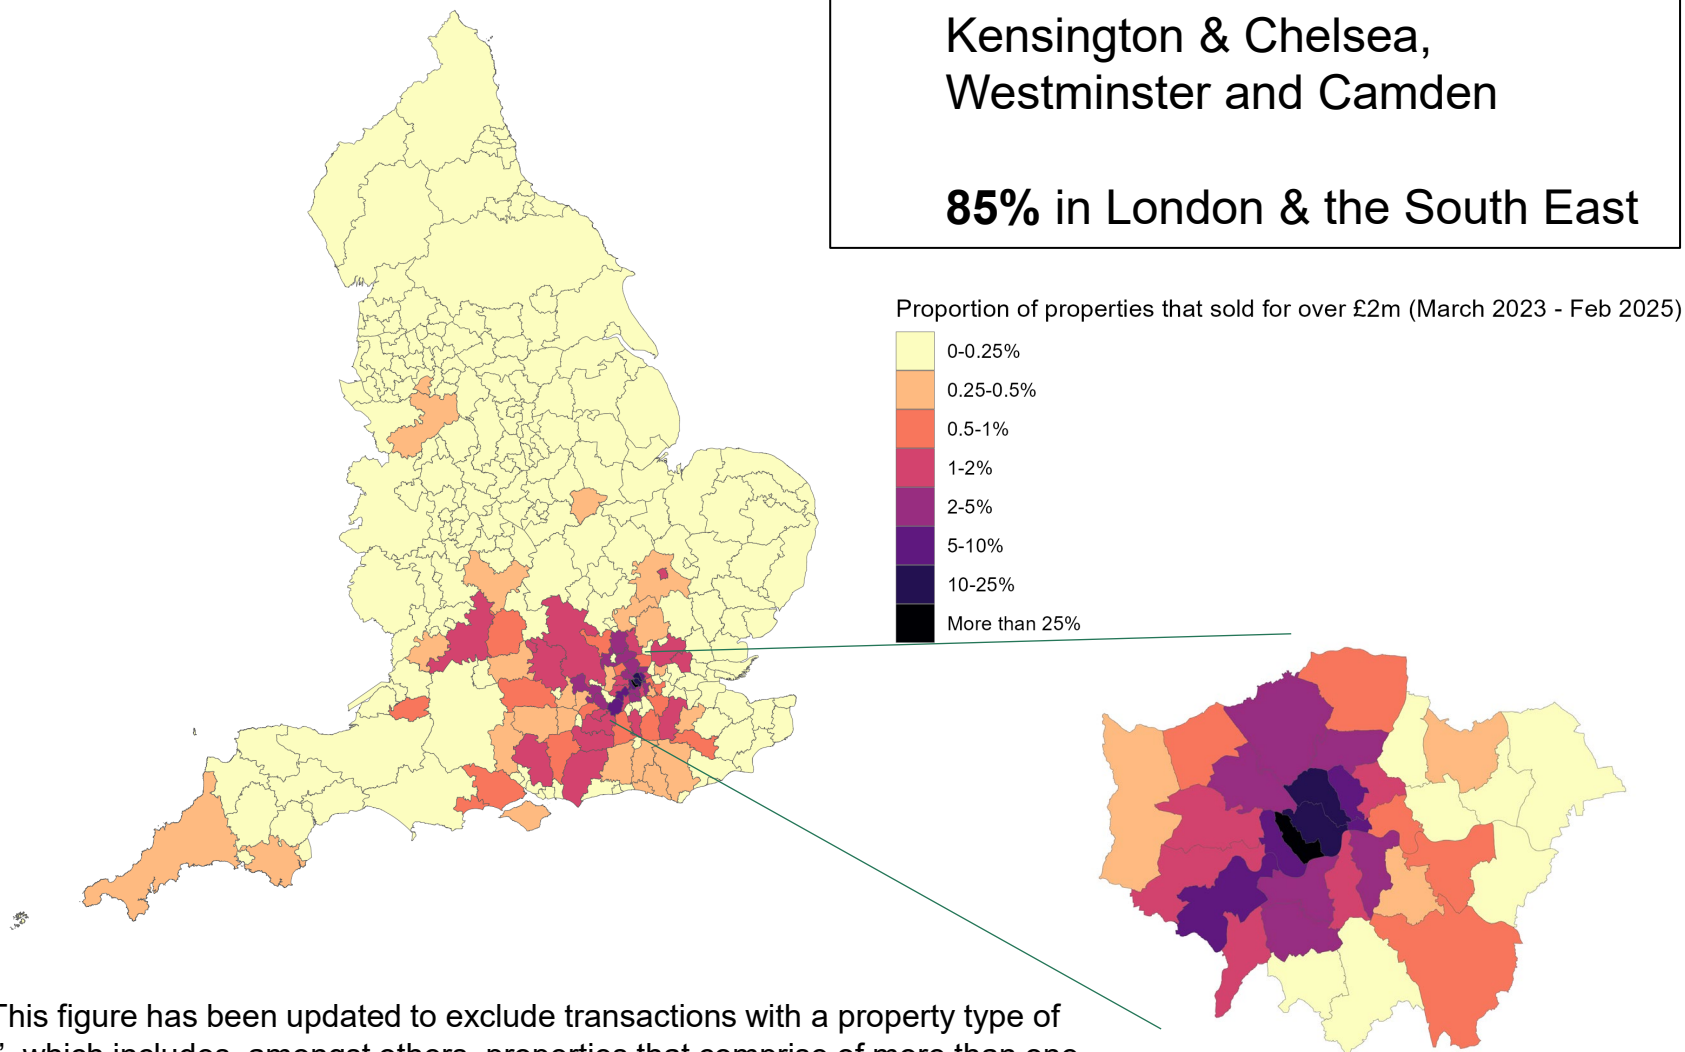 Kensington & Chelsea,
Westminster and Camden
85% in London & the South East
Proportion of properties that sold for over £2m (March 2023 - Feb 2025)
0-0.25%
0.25-0.5%
0.5-1%
1-2%
2-5%
5-10%
10-25%
More than 25%
This figure has been updated to exclude transactions with a property type of
which includes, amongst others, properties that comprise of more than one